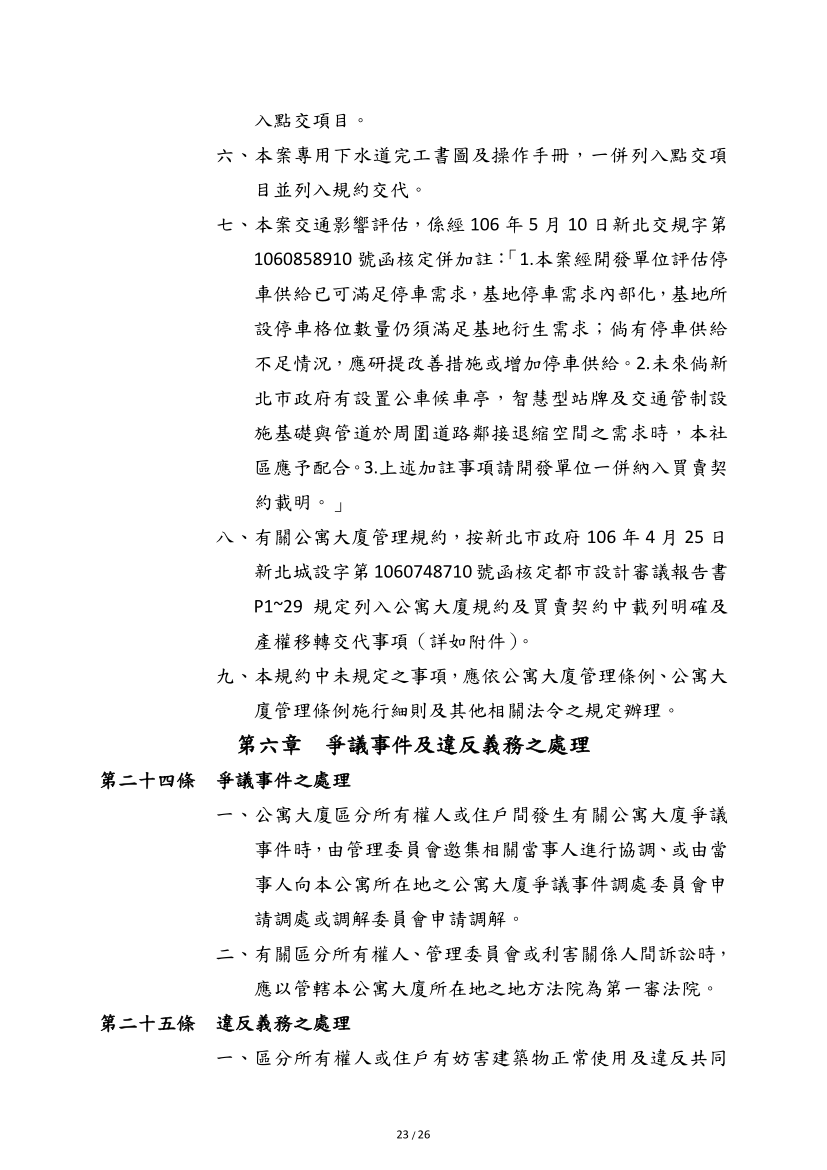 入點交項目。
六、本案專用下水道完工書圖及操作手冊，一併列入點交項
目並列入規約交代。
七、本案交通影響評估，係經 106 年 5 月 10 日新北交規字第
1060858910 號函核定併加註：「1.本案經開發單位評估停
車供給已可滿足停車需求，基地停車需求內部化，基地所
設停車格位數量仍須滿足基地衍生需求；倘有停車供給
不足情況，應研提改善措施或增加停車供給。2.未來倘新
北市政府有設置公車候車亭，智慧型站牌及交通管制設
施基礎與管道於周圍道路鄰接退縮空間之需求時，本社
區應予配合。3.上述加註事項請開發單位一併納入買賣契
約載明。」
八、有關公寓大廈管理規約，按新北市政府 106 年 4 月 25 日
新北城設字第 1060748710 號函核定都市設計審議報告書
P1~29 規定列入公寓大廈規約及買賣契約中載列明確及
產權移轉交代事項（詳如附件）。
九、本規約中未規定之事項，應依公寓大廈管理條例、公寓大
廈管理條例施行細則及其他相關法令之規定辦理。
第六章　爭議事件及違反義務之處理
第二十四條　爭議事件之處理
一、公寓大廈區分所有權人或住戶間發生有關公寓大廈爭議
事件時，由管理委員會邀集相關當事人進行協調、或由當
事人向本公寓所在地之公寓大廈爭議事件調處委員會申
請調處或調解委員會申請調解。
二、有關區分所有權人、管理委員會或利害關係人間訴訟時，
應以管轄本公寓大廈所在地之地方法院為第一審法院。
第二十五條　違反義務之處理
一、區分所有權人或住戶有妨害建築物正常使用及違反共同
23 / 26